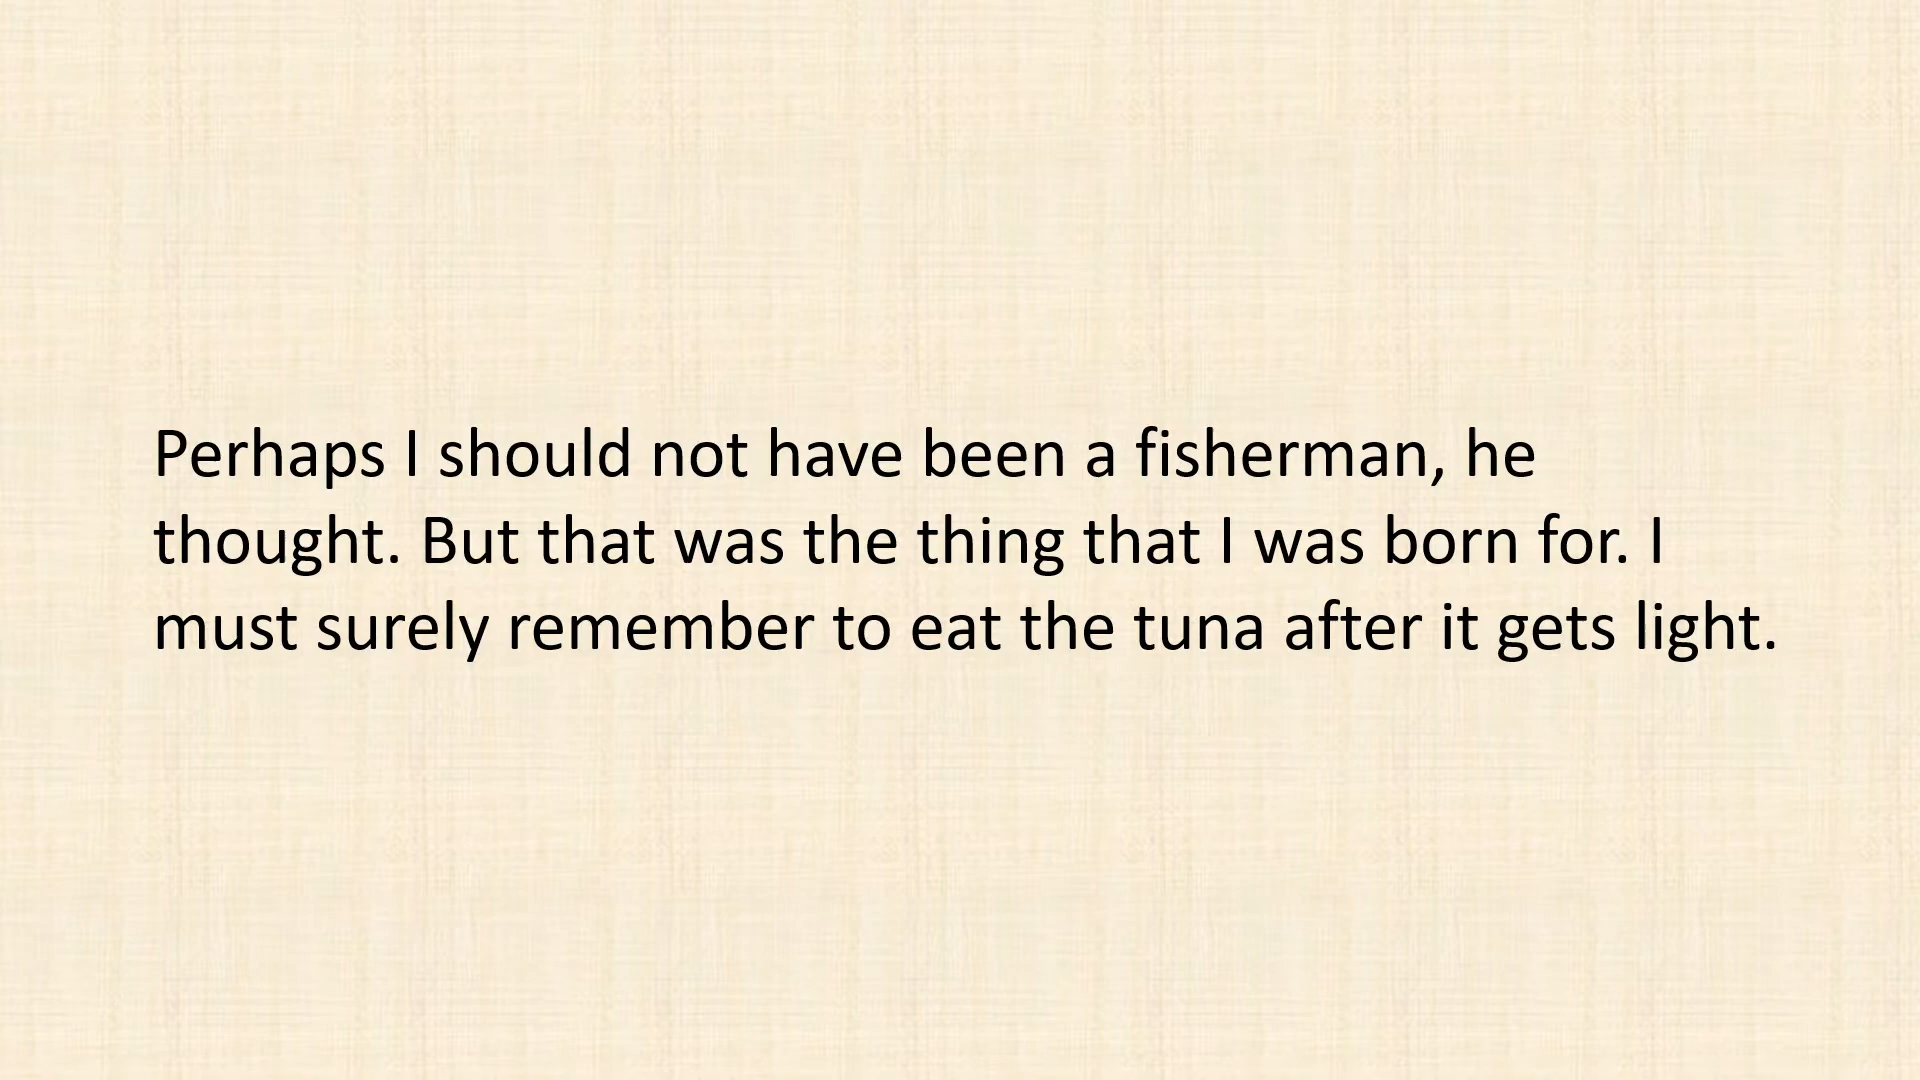 Perhaps I should not have been a fisherman, he
thought. But that was the thing that I was born for. I
must surely remember to eat the tuna after it gets light.